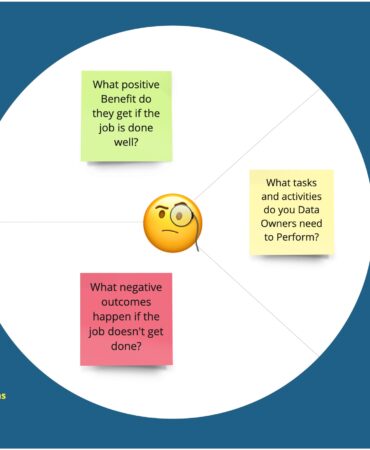 What positive
Benefit do
they get if the
job is done
well?
What tasks
and activities
do you Data
Owners need
to Perform?
What negative
outcomes
happen if the
job doesn't get
done?